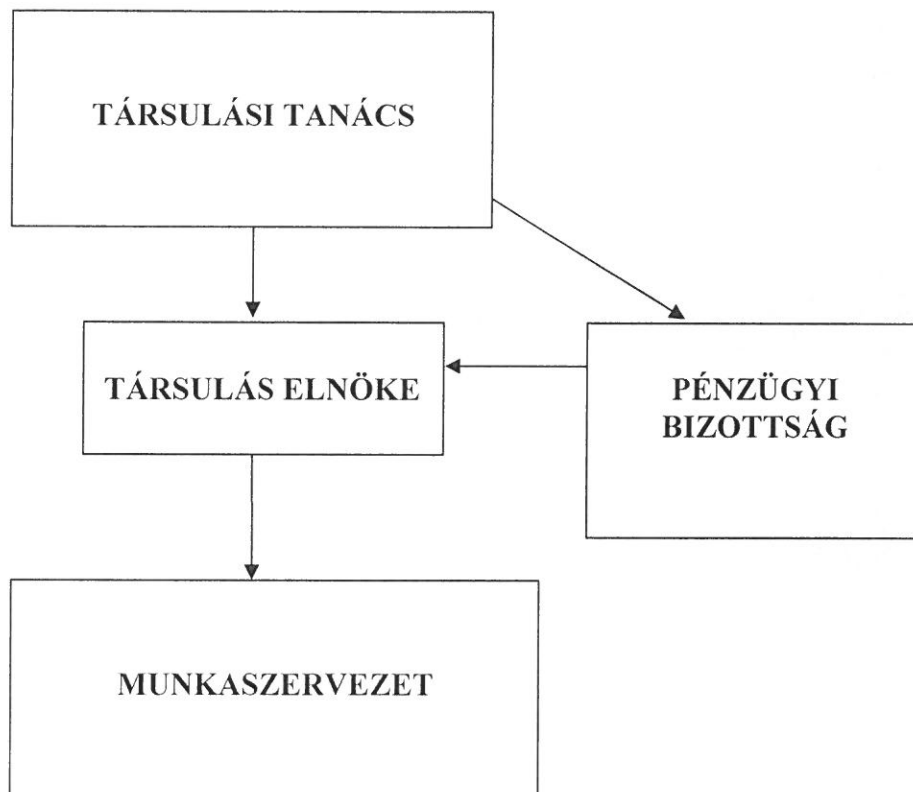 TÁRSULÁSI TANÁCS
TÁRSULÁS ELNÖKE
PÉNZÜGYI
BIZOTTSÁG
MUNKASZERVEZET